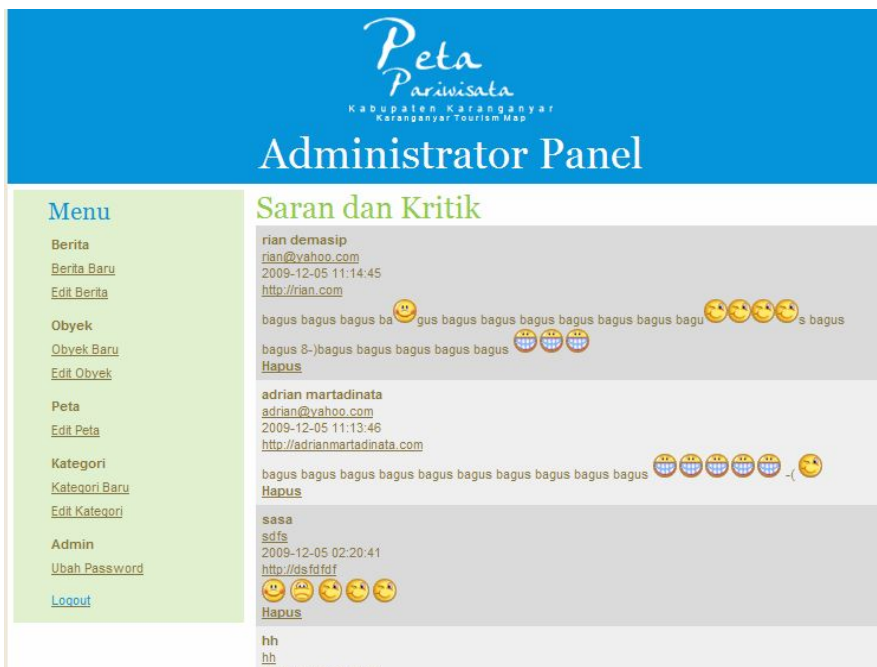 Peta
Pariwisata
Kabupaten Karanganyar
Karanganyar Tourism Map
Administrator Panel
Menu
Berita
Berita Baru
Edit Berita
Obyek
Obyek Baru
Edit Obyek
Peta
Edit Peta
Kategori
Kategori Baru
Edit Kategori
Admin
Ubah Password
Logout
Saran dan Kritik
rian demasip
rian@yahoo.com
2009-12-05 11:14:45
http://rian.com
bagus bagus bagus ba gus bagus bagus bagus bagus bagus bagus bagu s bagus
bagus 8-)bagus bagus bagus bagus bagus
Hapus
adrian martadinata
adrian@yahoo.com
2009-12-05 11:13:46
http://adrianmartadinata.com
bagus bagus bagus bagus bagus bagus bagus bagus bagus bagus -(
Hapus
sasa
sdfs
2009-12-05 02:20:41
http://dsfdfdf
Hapus
hh
hh